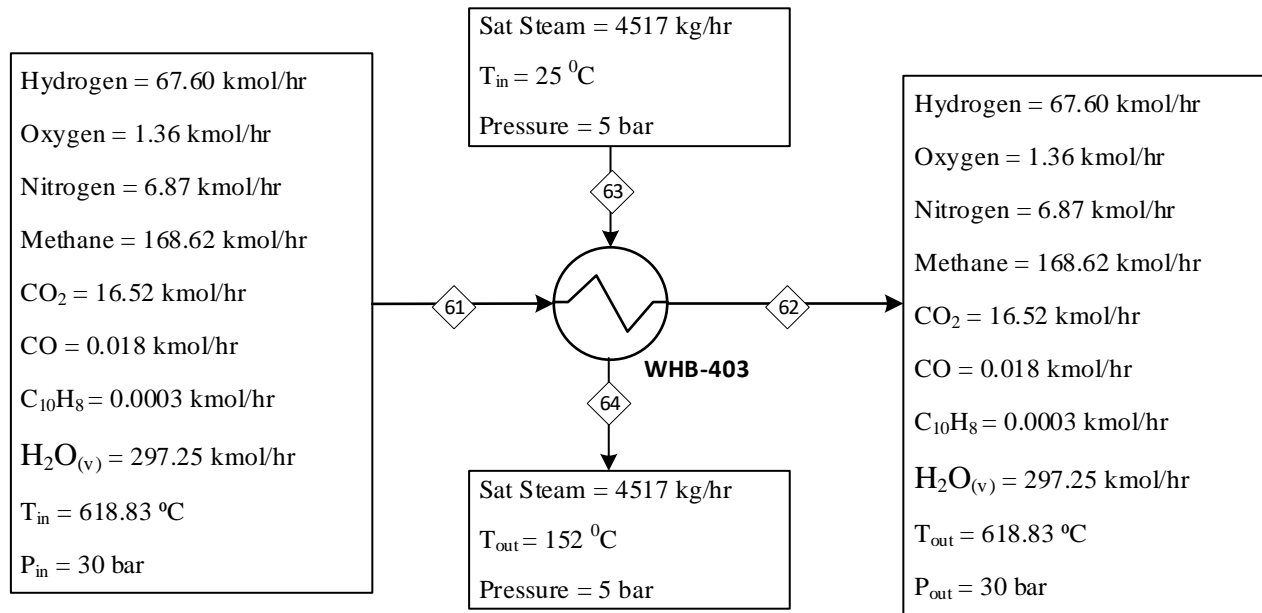 Sat Steam = 4517 kg/hr
T_in = 25 ⁰C
Pressure = 5 bar
Hydrogen = 67.60 kmol/hr
Oxygen = 1.36 kmol/hr
Nitrogen = 6.87 kmol/hr
Methane = 168.62 kmol/hr
CO₂ = 16.52 kmol/hr
CO = 0.018 kmol/hr
C₁₀H₈ = 0.0003 kmol/hr
H₂O₍ᵥ₎ = 297.25 kmol/hr
T_in = 618.83 ⁰C
P_in = 30 bar
63
61
62
WHB-403
64
Hydrogen = 67.60 kmol/hr
Oxygen = 1.36 kmol/hr
Nitrogen = 6.87 kmol/hr
Methane = 168.62 kmol/hr
CO₂ = 16.52 kmol/hr
CO = 0.018 kmol/hr
C₁₀H₈ = 0.0003 kmol/hr
H₂O₍ᵥ₎ = 297.25 kmol/hr
T_out = 618.83 ⁰C
P_out = 30 bar
Sat Steam = 4517 kg/hr
T_out = 152 ⁰C
Pressure = 5 bar